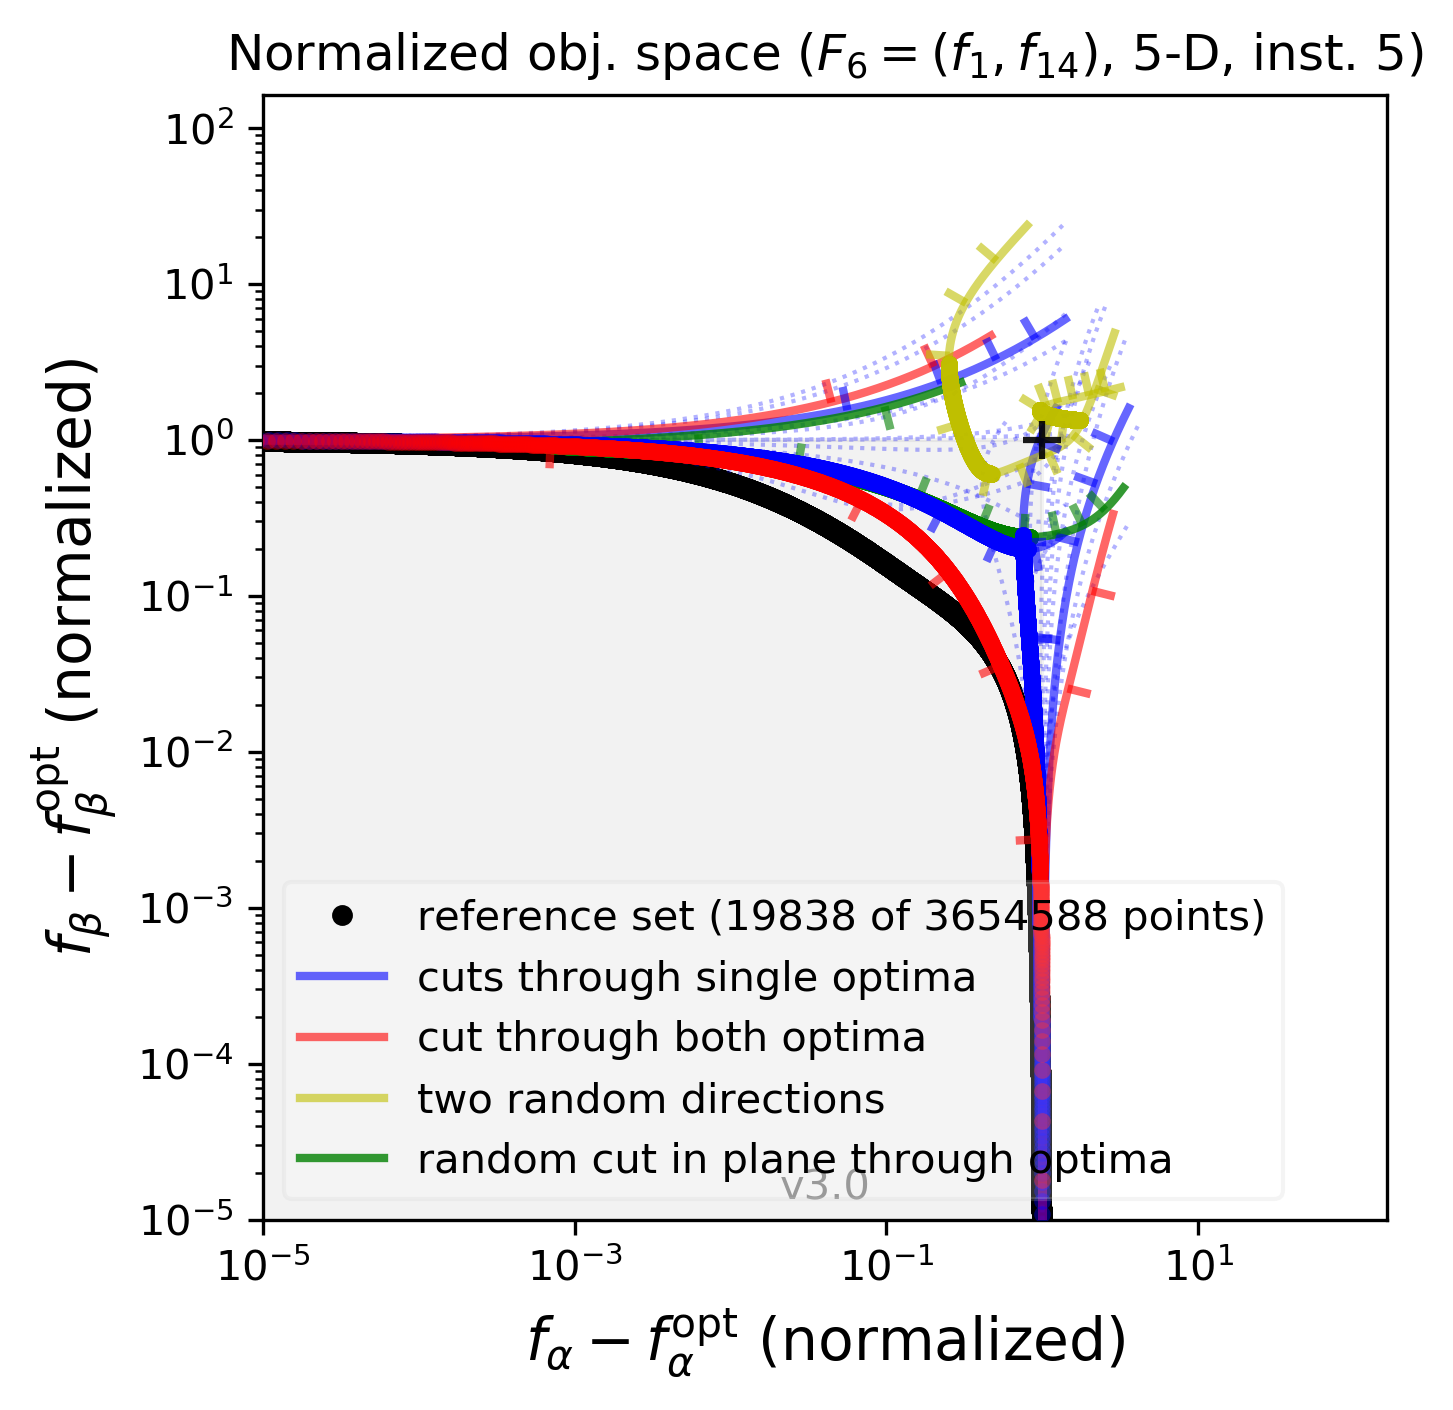 Normalized obj. space (F₆ = (f₁, f₁₄), 5-D, inst. 5)
10²
10¹
10⁰
10⁻¹
10⁻²
10⁻³
10⁻⁴
10⁻⁵
f_β − f_β^opt (normalized)
reference set (19838 of 3654588 points)
cuts through single optima
cut through both optima
two random directions
random cut in plane through optima
v3.0
10⁻⁵
10⁻³
10⁻¹
10¹
f_α − f_α^opt (normalized)